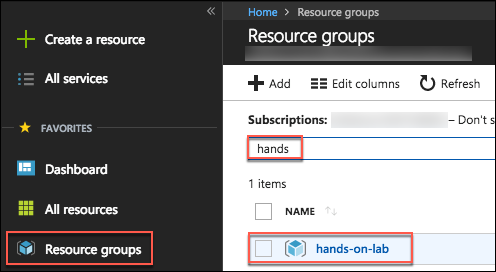 Create a resource
All services
FAVORITES
Dashboard
All resources
Resource groups
Home > Resource groups
Resource groups
Add Edit columns Refresh
Subscriptions: – Don't s
hands
1 items
NAME
hands-on-lab